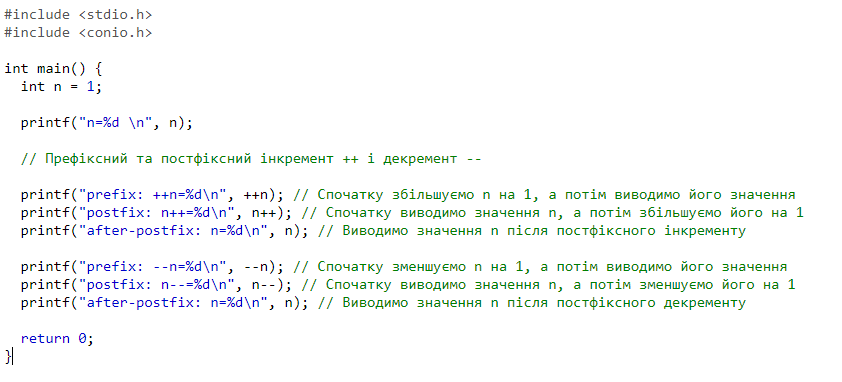 #include <stdio.h>
#include <conio.h>
int main() {
int n = 1;
printf("n=%d \n", n);
// Префіксний та постфіксний інкремент ++ і декремент --
printf("prefix: ++n=%d\n", ++n); // Спочатку збільшуємо n на 1, а потім виводимо його значення
printf("postfix: n++=%d\n", n++); // Спочатку виводимо значення n, а потім збільшуємо його на 1
printf("after-postfix: n=%d\n", n); // Виводимо значення n після постфіксного інкременту
printf("prefix: --n=%d\n", --n); // Спочатку зменшуємо n на 1, а потім виводимо його значення
printf("postfix: n--=%d\n", n--); // Спочатку виводимо значення n, а потім зменшуємо його на 1
printf("after-postfix: n=%d\n", n); // Виводимо значення n після постфіксного декременту
return 0;
}